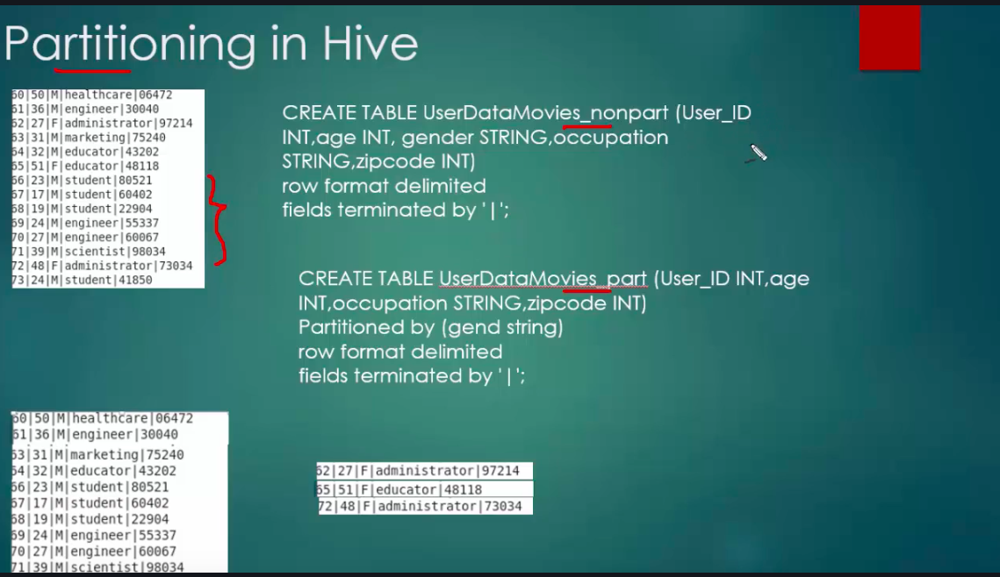 Partitioning in Hive
60|50|M|healthcare|06472
61|36|M|engineer|30040
62|27|F|administrator|97214
63|31|M|marketing|75240
64|32|M|educator|43202
65|51|F|educator|48118
66|23|M|student|80521
67|17|M|student|60402
68|19|M|student|22904
69|24|M|engineer|55337
70|27|M|engineer|60067
71|39|M|scientist|98034
72|48|F|administrator|73034
73|24|M|student|41850
CREATE TABLE UserDataMovies_nonpart (User_ID
INT,age INT, gender STRING,occupation
STRING,zipcode INT)
row format delimited
fields terminated by '|';
CREATE TABLE UserDataMovies_part (User_ID INT,age
INT,occupation STRING,zipcode INT)
Partitioned by (gend string)
row format delimited
fields terminated by '|';
60|50|M|healthcare|06472
61|36|M|engineer|30040
63|31|M|marketing|75240
64|32|M|educator|43202
66|23|M|student|80521
67|17|M|student|60402
68|19|M|student|22904
69|24|M|engineer|55337
70|27|M|engineer|60067
71|39|M|scientist|98034
62|27|F|administrator|97214
65|51|F|educator|48118
72|48|F|administrator|73034